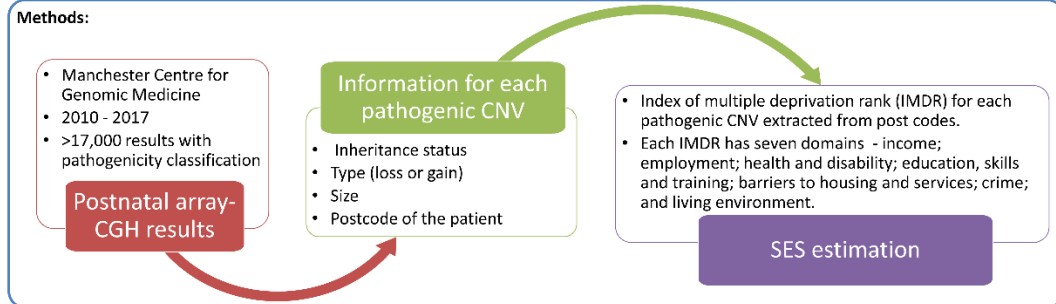 Methods:
• Manchester Centre for
Genomic Medicine
• 2010 - 2017
• >17,000 results with
pathogenicity classification
Postnatal array-
CGH results
Information for each
pathogenic CNV
• Inheritance status
• Type (loss or gain)
• Size
• Postcode of the patient
• Index of multiple deprivation rank (IMDR) for each
pathogenic CNV extracted from post codes.
• Each IMDR has seven domains - income;
employment; health and disability; education, skills
and training; barriers to housing and services; crime;
and living environment.
SES estimation